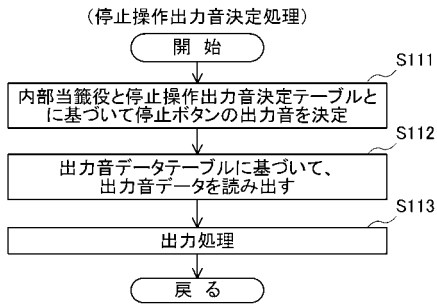 (停止操作出力音決定処理)
開 始
S111
内部当籤役と停止操作出力音決定テーブルと
に基づいて停止ボタンの出力音を決定
S112
出力音データテーブルに基づいて、
出力音データを読み出す
S113
出力処理
戻 る